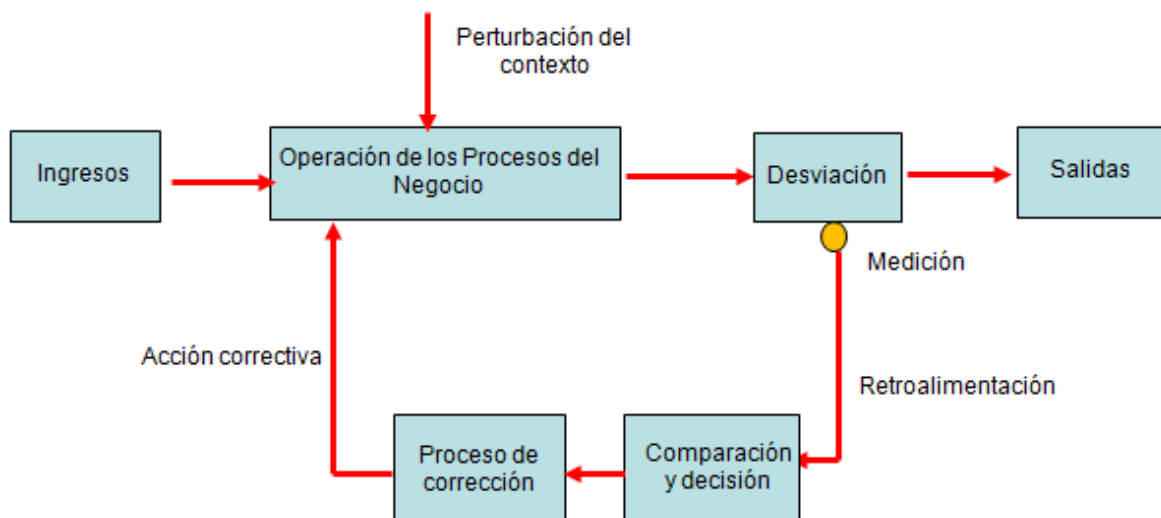 Perturbación del
contexto
Ingresos
Operación de los Procesos del
Negocio
Desviación
Salidas
Medición
Acción correctiva
Retroalimentación
Proceso de
corrección
Comparación
y decisión